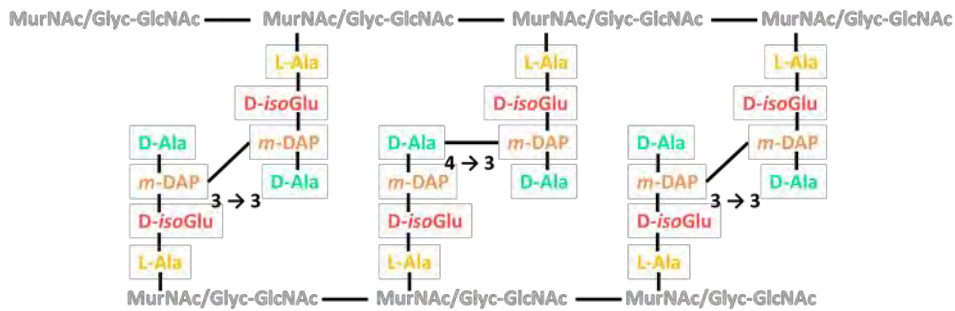 MurNAc/Glyc-GlcNAc MurNAc/Glyc-GlcNAc MurNAc/Glyc-GlcNAc MurNAc/Glyc-GlcNAc
L-Ala L-Ala L-Ala
D-isoGlu D-isoGlu D-isoGlu
D-Ala m-DAP D-Ala m-DAP D-Ala m-DAP
4 → 3
m-DAP D-Ala m-DAP D-Ala m-DAP D-Ala
3 → 3 3 → 3
D-isoGlu D-isoGlu D-isoGlu
L-Ala L-Ala L-Ala
MurNAc/Glyc-GlcNAc MurNAc/Glyc-GlcNAc MurNAc/Glyc-GlcNAc